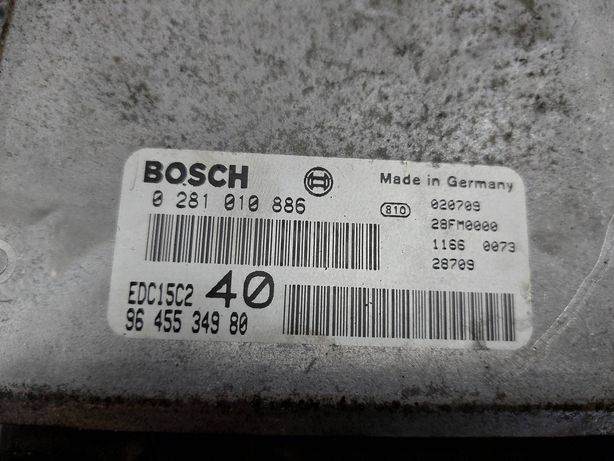 BOSCH
Made in Germany
0 281 010 886
810
020709
28FM0000
1166 0073
28709
EDC15C2 40
96 455 349 80